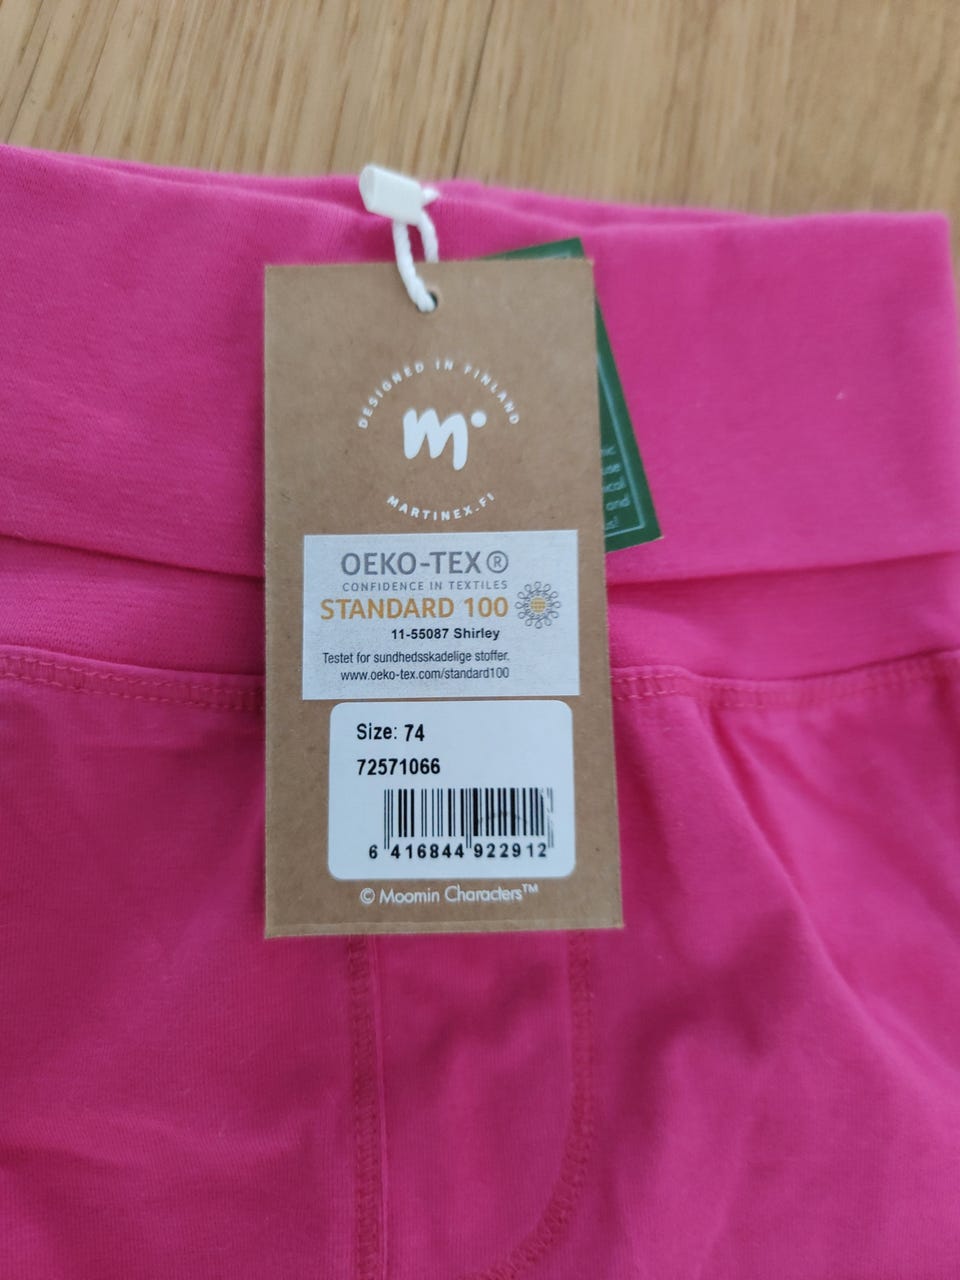 DESIGNED IN FINLAND
m
MARTINEX.FI
OEKO-TEX®
CONFIDENCE IN TEXTILES
STANDARD 100
11-55087 Shirley
Testet for sundhedsskadelige stoffer.
www.oeko-tex.com/standard100
Size: 74
72571066
6 416844 922912
© Moomin Characters™
and